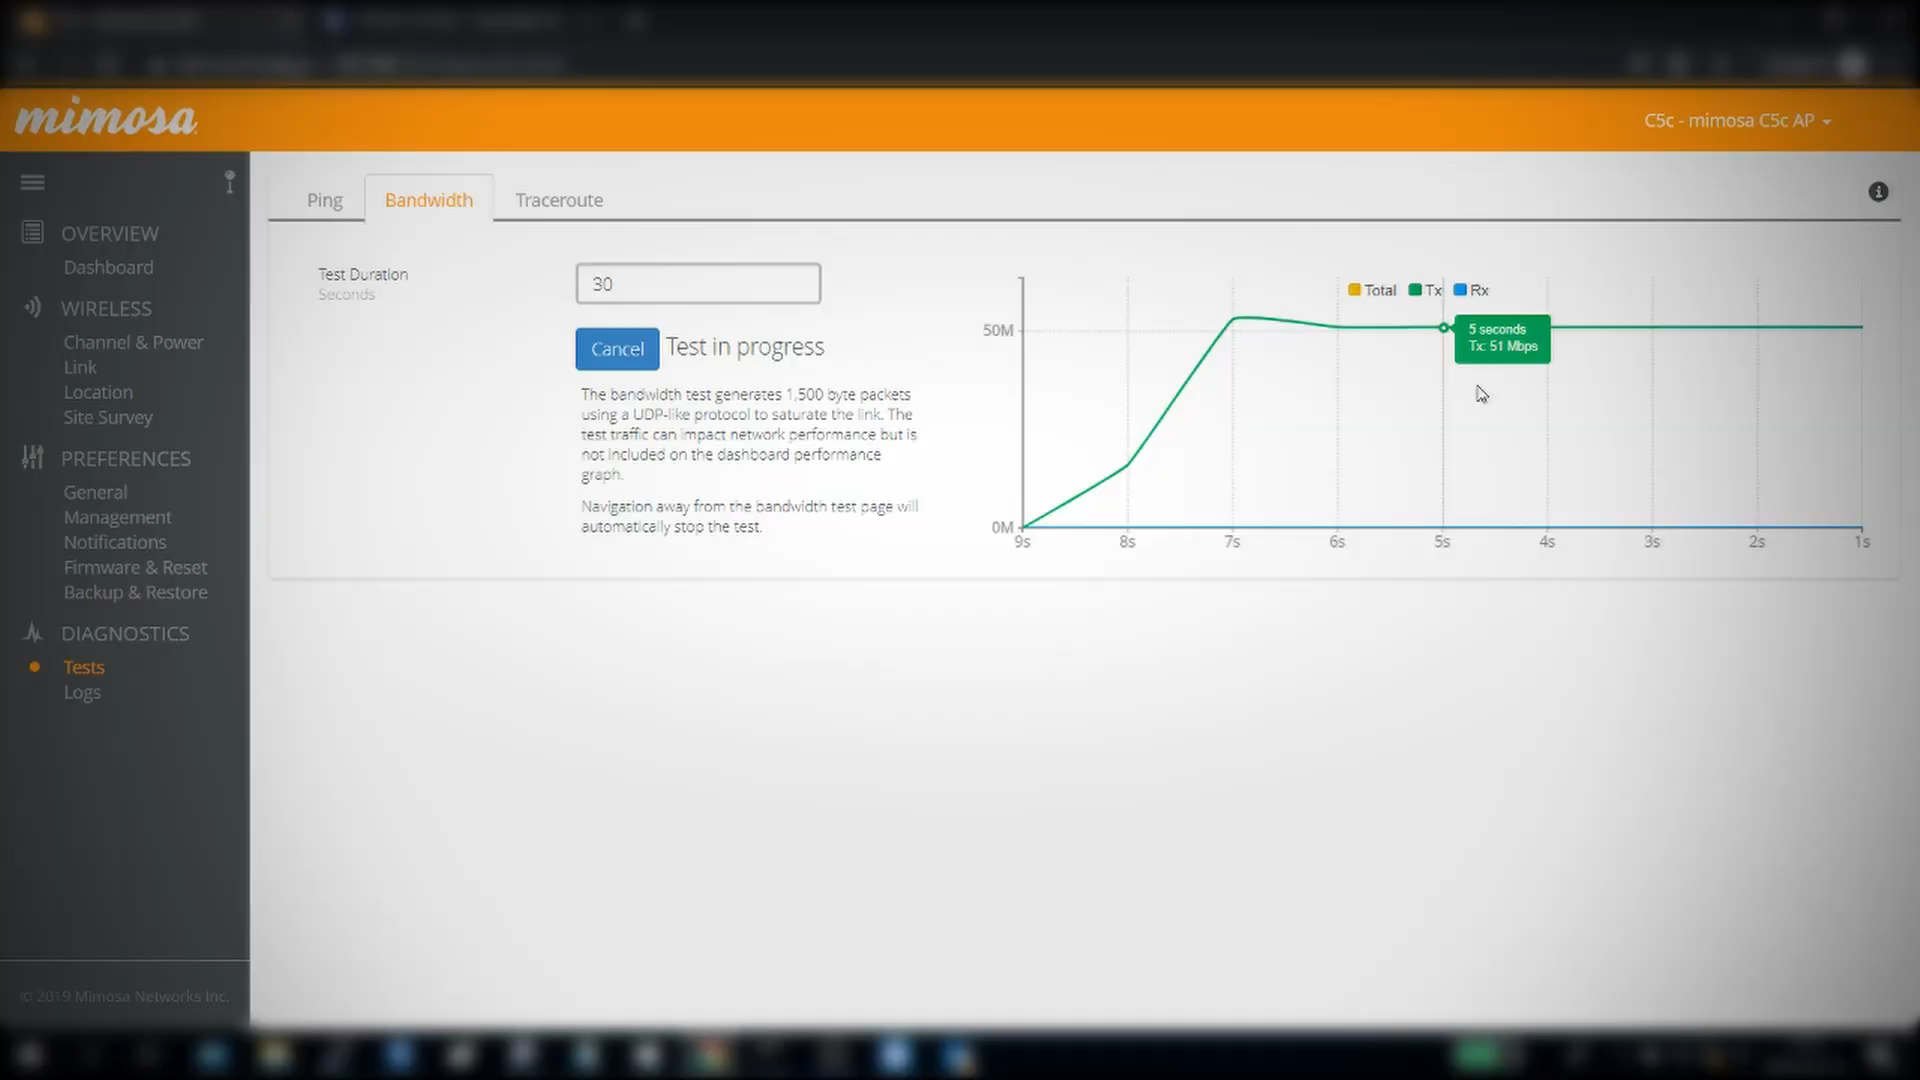 mimosa
C5c - mimosa C5c AP
OVERVIEW
Dashboard
WIRELESS
Channel & Power
Link
Location
Site Survey
PREFERENCES
General
Management
Notifications
Firmware & Reset
Backup & Restore
DIAGNOSTICS
Tests
Logs
© 2019 Mimosa Networks Inc.
Ping
Bandwidth
Traceroute
Test Duration
Seconds
30
Cancel
Test in progress
The bandwidth test generates 1,500 byte packets
using a UDP-like protocol to saturate the link. The
test traffic can impact network performance but is
not included on the dashboard performance
graph.
Navigation away from the bandwidth test page will
automatically stop the test.
Total Tx Rx
50M
5 seconds
Tx: 51 Mbps
0M
9s 8s 7s 6s 5s 4s 3s 2s 1s